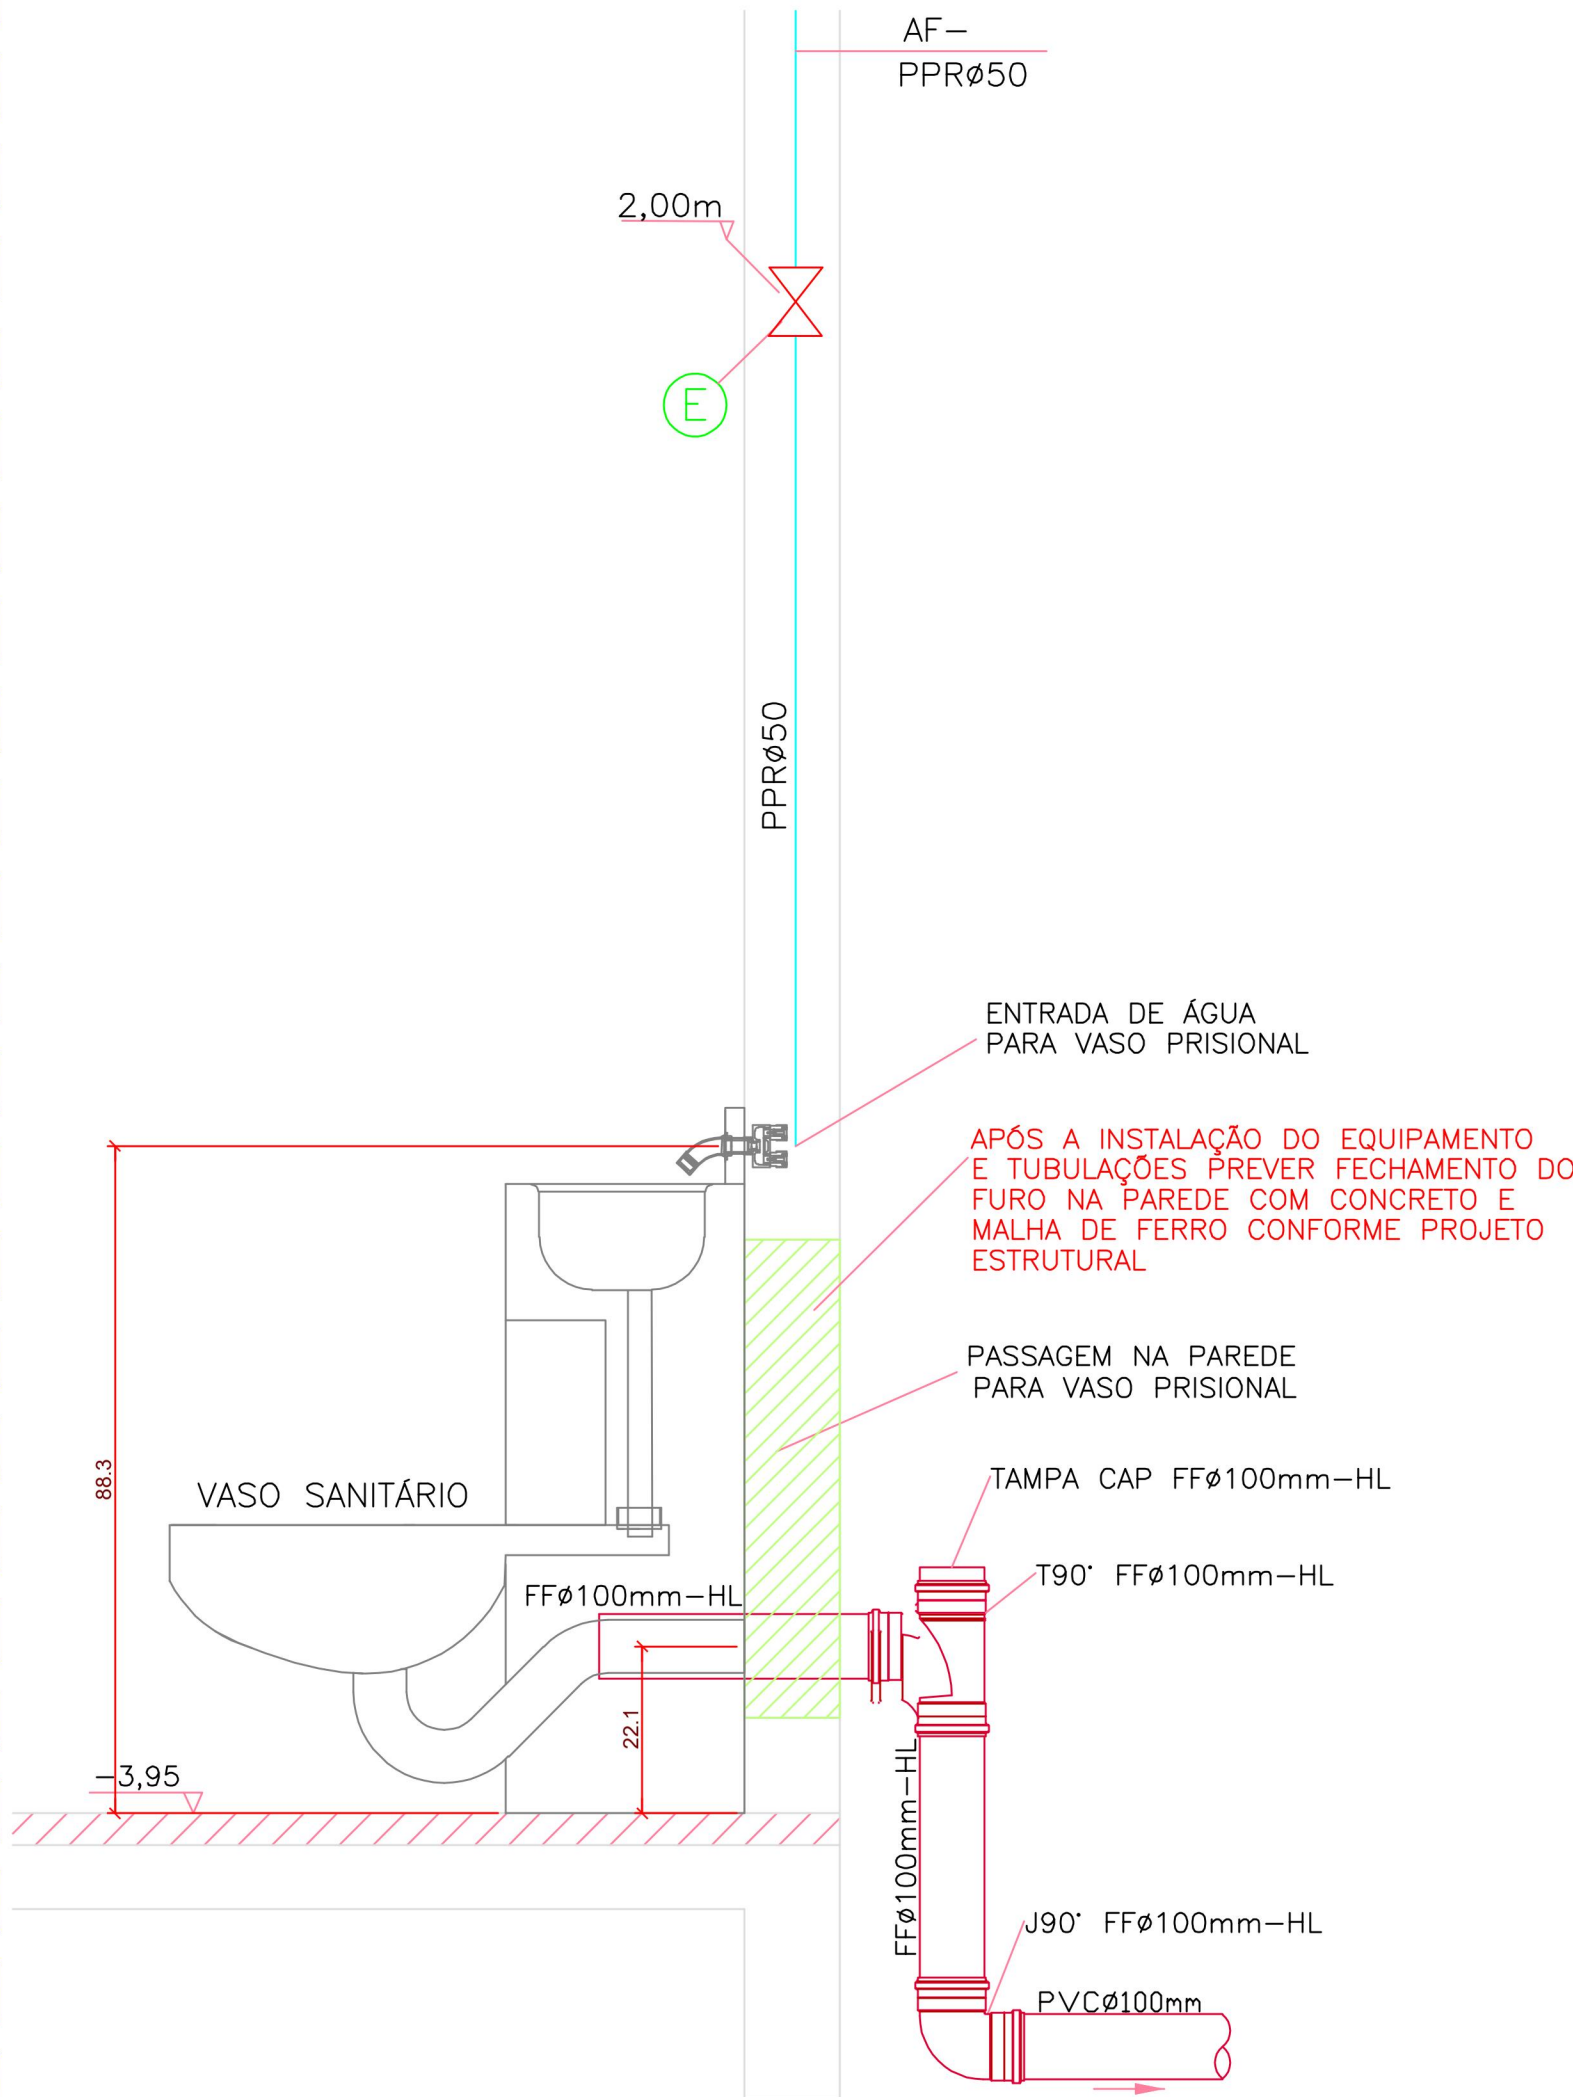 AF-
PPRø50
2,00m
E
PPRø50
ENTRADA DE ÁGUA
PARA VASO PRISIONAL
APÓS A INSTALAÇÃO DO EQUIPAMENTO
E TUBULAÇÕES PREVER FECHAMENTO DO
FURO NA PAREDE COM CONCRETO E
MALHA DE FERRO CONFORME PROJETO
ESTRUTURAL
PASSAGEM NA PAREDE
PARA VASO PRISIONAL
88.3
VASO SANITÁRIO
TAMPA CAP FFø100mm-HL
T90° FFø100mm-HL
FFø100mm-HL
22.1
-3,95
FFø100mm-HL
J90° FFø100mm-HL
PVCø100mm